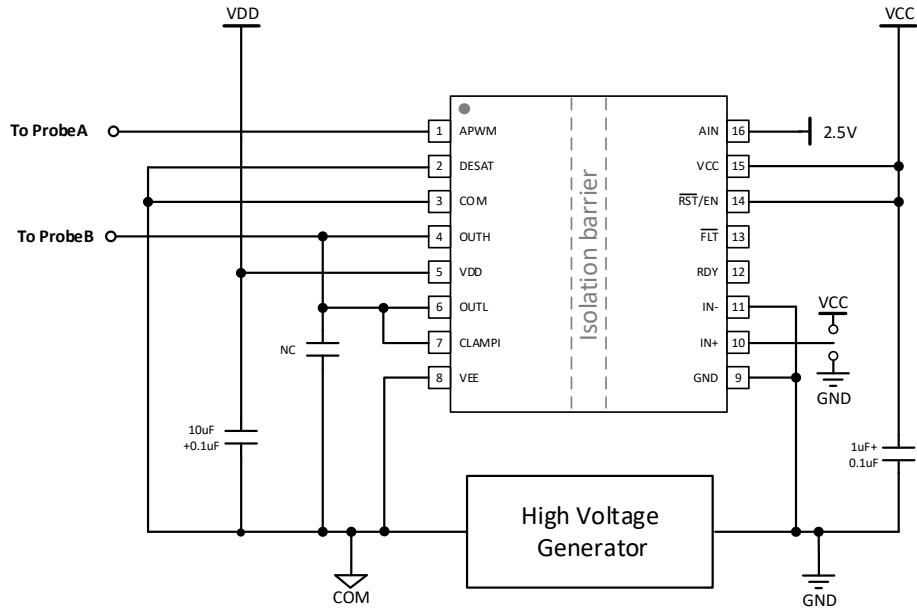 VDD
VCC
To ProbeA
1 APWM
AIN 16
2.5V
2 DESAT
VCC 15
3 COM
RST/EN 14
To ProbeB
4 OUTH
FLT 13
5 VDD
RDY 12
Isolation barrier
6 OUTL
IN- 11
VCC
7 CLAMPI
IN+ 10
NC
8 VEE
GND 9
GND
10uF
+0.1uF
1uF+
0.1uF
High Voltage
Generator
COM
GND